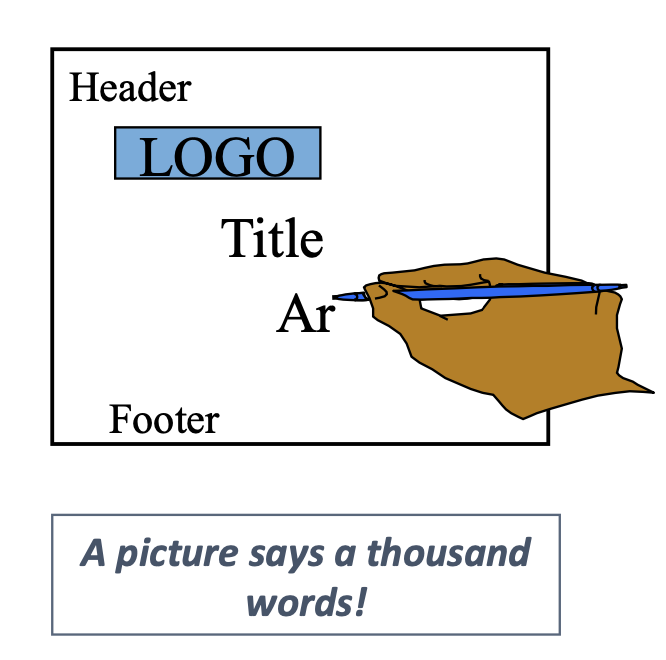 Header
LOGO
Title
Ar
Footer
A picture says a thousand
words!